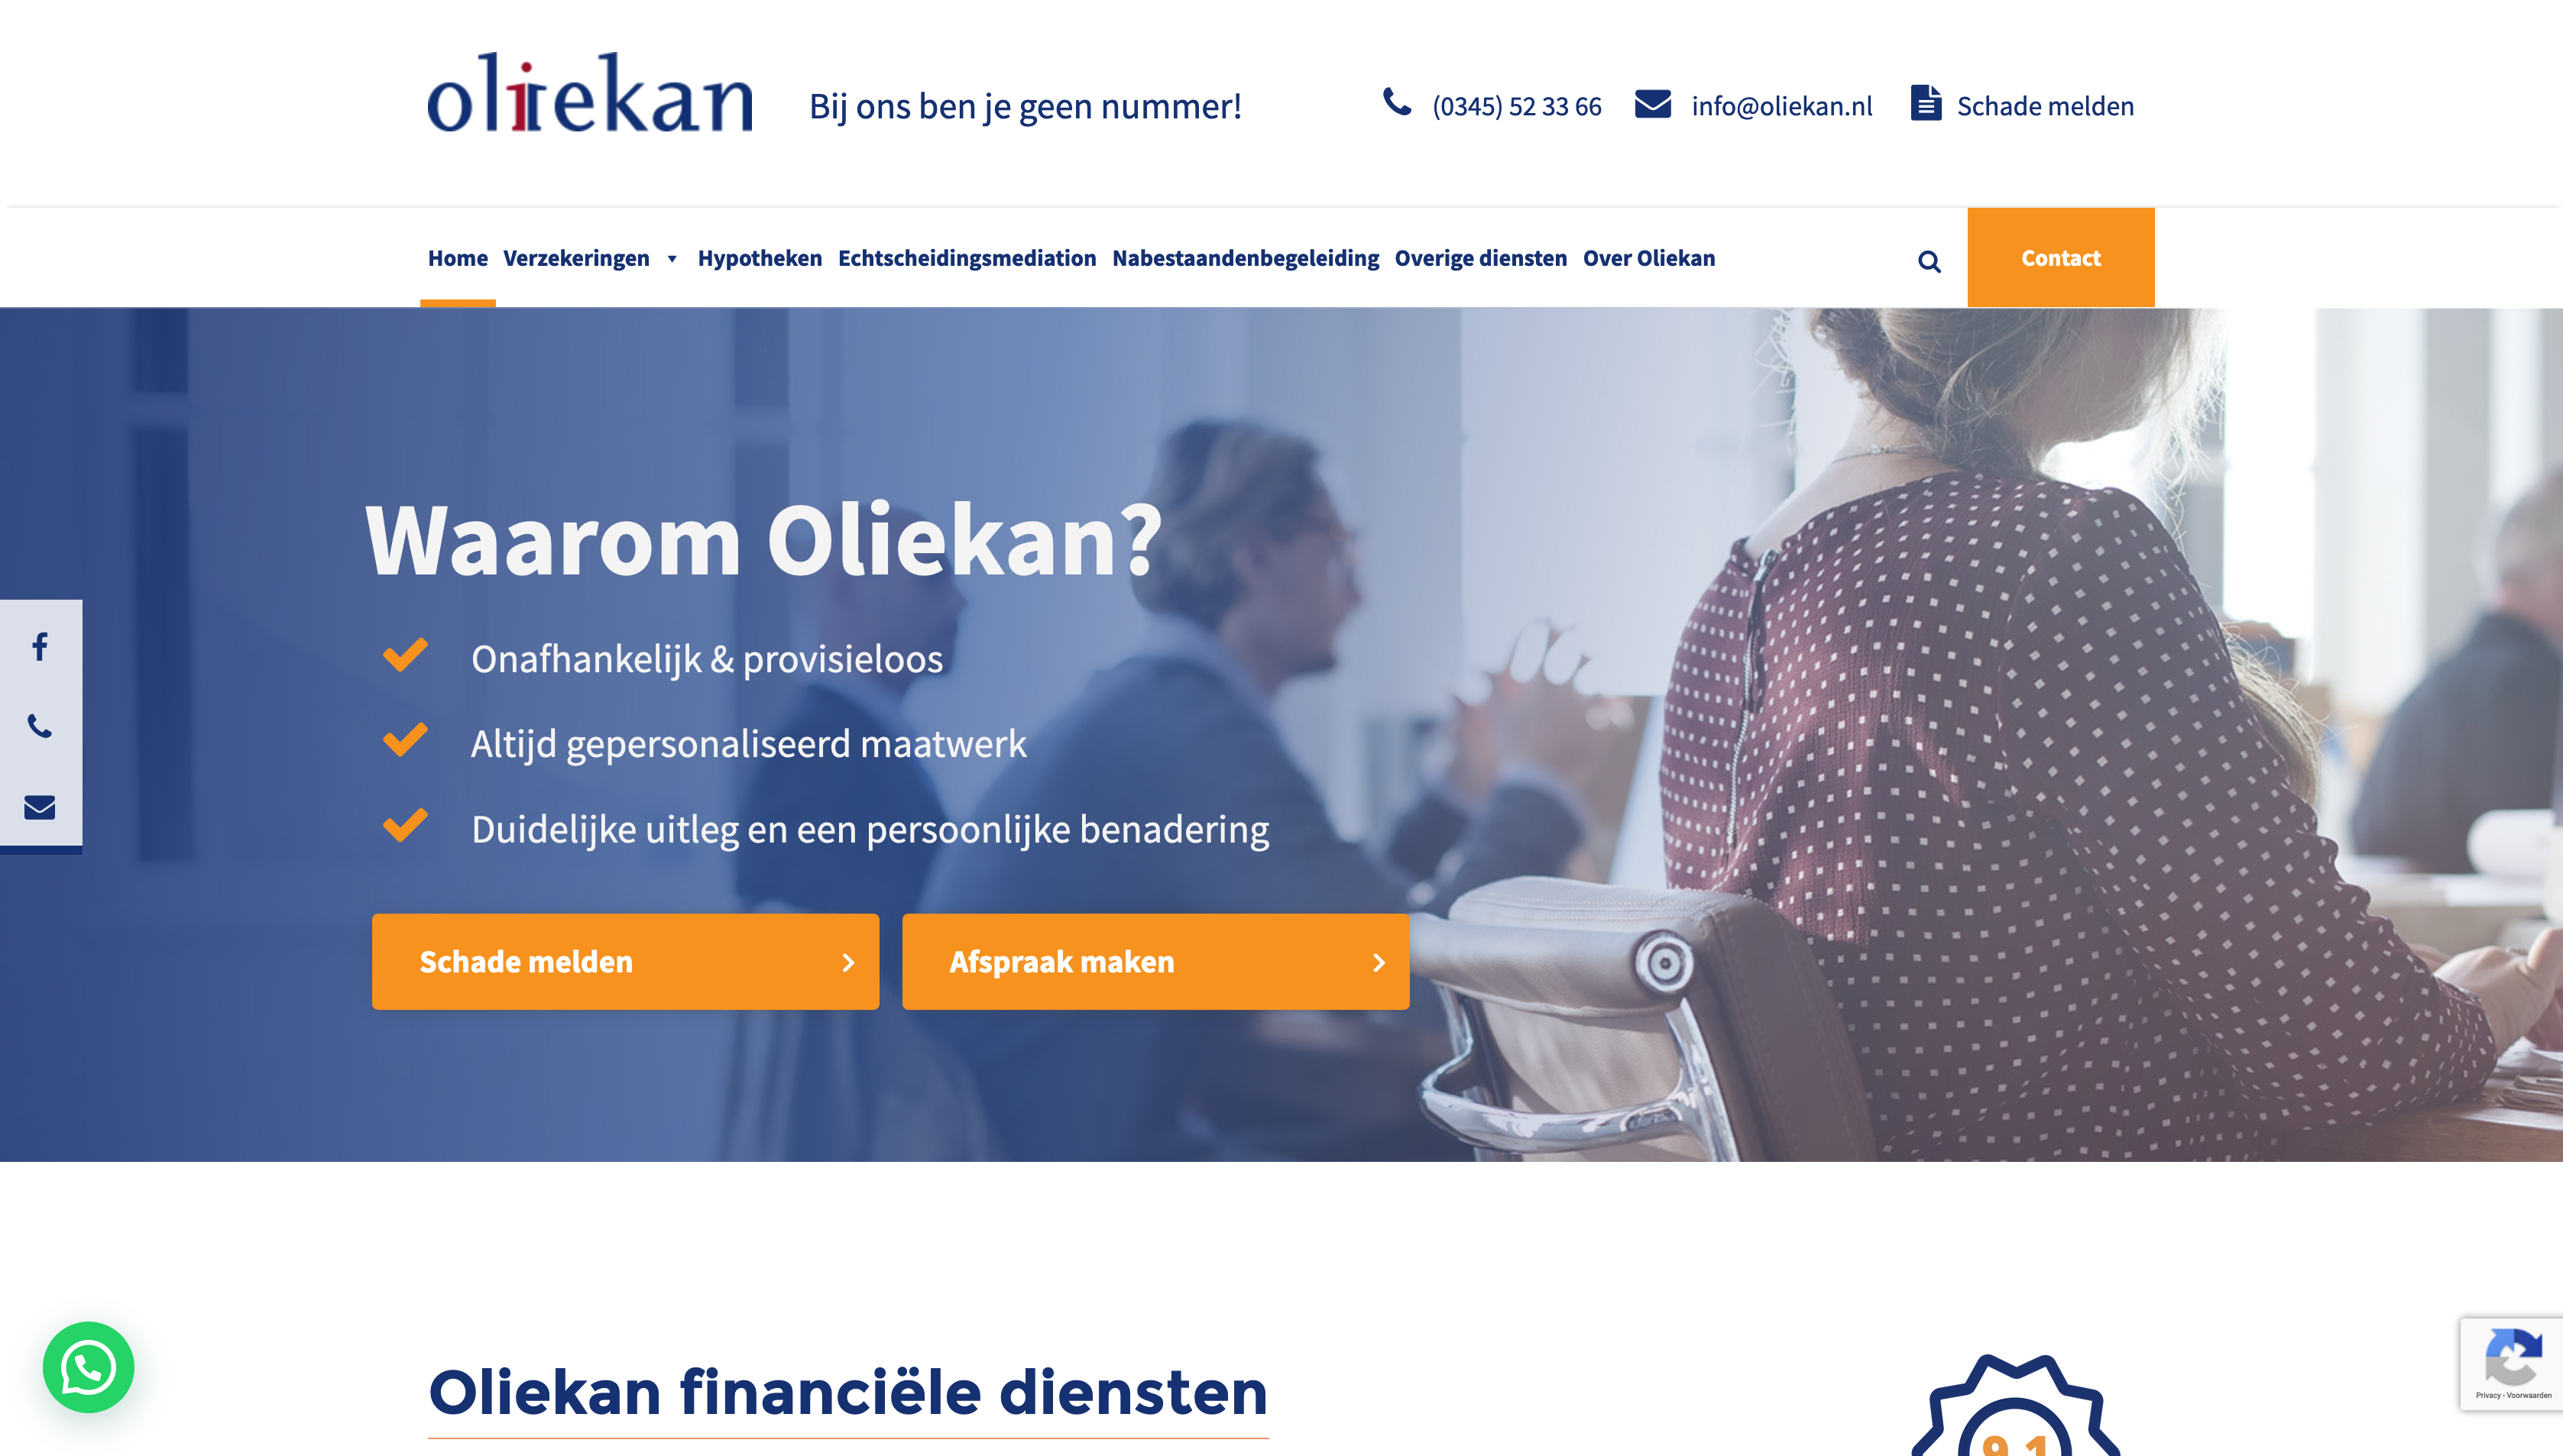 oliekan
Bij ons ben je geen nummer!
(0345) 52 33 66
info@oliekan.nl
Schade melden
Home Verzekeringen Hypotheken Echtscheidingsmediation Nabestaandenbegeleiding Overige diensten Over Oliekan
Contact
Waarom Oliekan?
Onafhankelijk & provisieloos
Altijd gepersonaliseerd maatwerk
Duidelijke uitleg en een persoonlijke benadering
Schade melden
Afspraak maken
Oliekan financiële diensten
9,1
Privacy - Voorwaarden